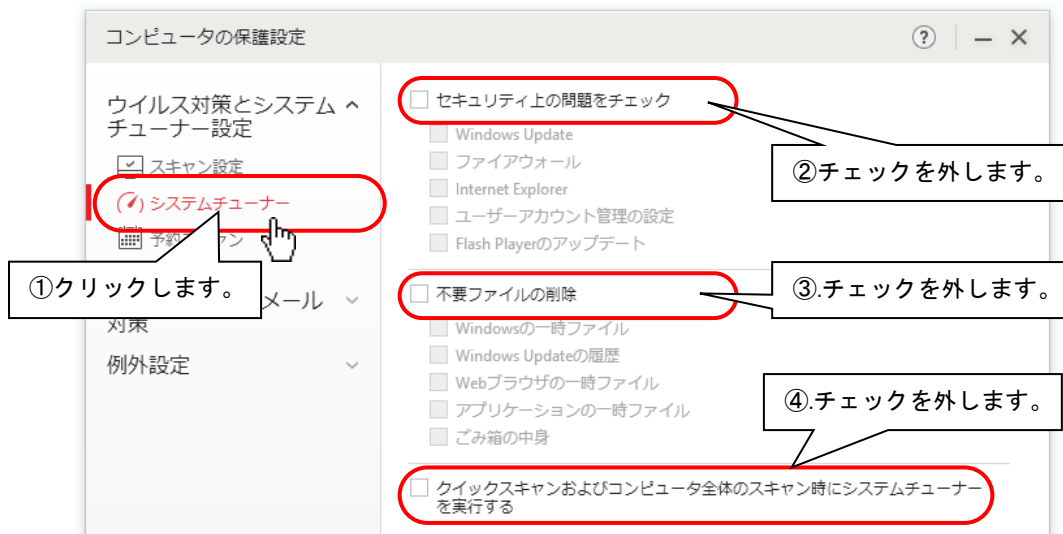 コンピュータの保護設定
ウイルス対策とシステム
チューナー設定
スキャン設定
システムチューナー
予約 ャン
①クリックします。
メール
対策
例外設定
セキュリティ上の問題をチェック
Windows Update
ファイアウォール
Internet Explorer
ユーザーアカウント管理の設定
Flash Playerのアップデート
②チェックを外します。
不要ファイルの削除
③.チェックを外します。
Windowsの一時ファイル
Windows Updateの履歴
Webブラウザの一時ファイル
アプリケーションの一時ファイル
ごみ箱の中身
④.チェックを外します。
クイックスキャンおよびコンピュータ全体のスキャン時にシステムチューナー
を実行する